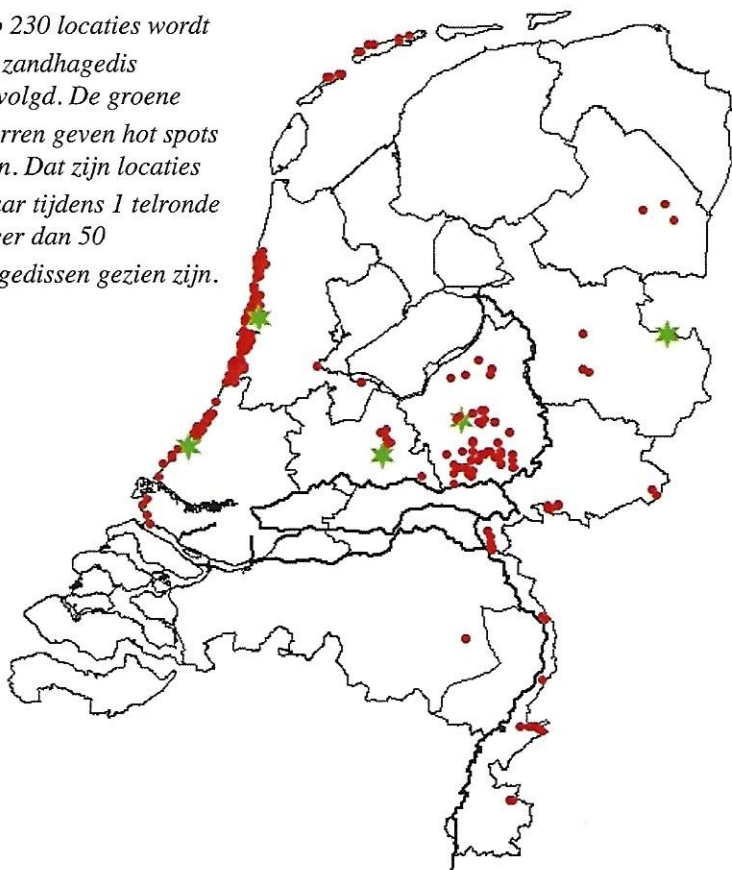 230 locaties wordt
zandhagedis
volgd. De groene
rren geven hot spots
n. Dat zijn locaties
ar tijdens 1 telronde
er dan 50
gedissen gezien zijn.